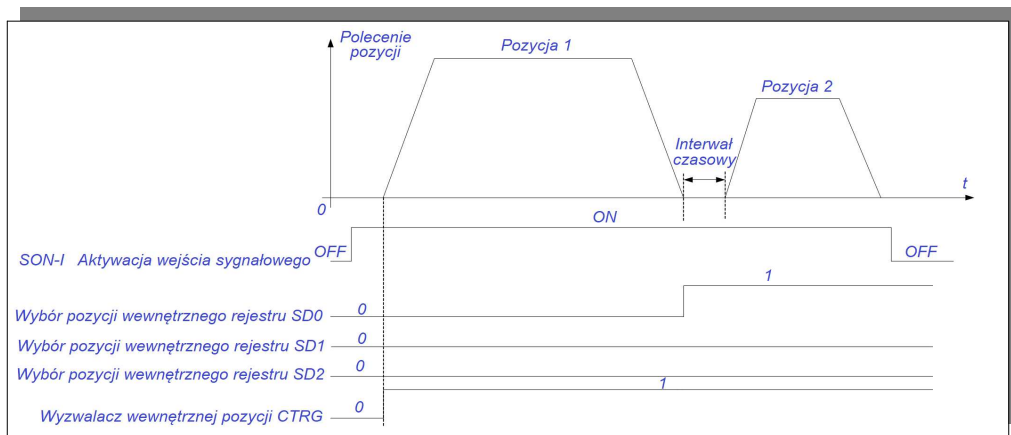 Polecenie
pozycji
Pozycja 1
Pozycja 2
Interwał
czasowy
t
0
ON
OFF
OFF
SON-I Aktywacja wejścia sygnałowego
1
Wybór pozycji wewnętrznego rejestru SD0
0
Wybór pozycji wewnętrznego rejestru SD1
0
Wybór pozycji wewnętrznego rejestru SD2
0
1
Wyzwalacz wewnętrznej pozycji CTRG
0